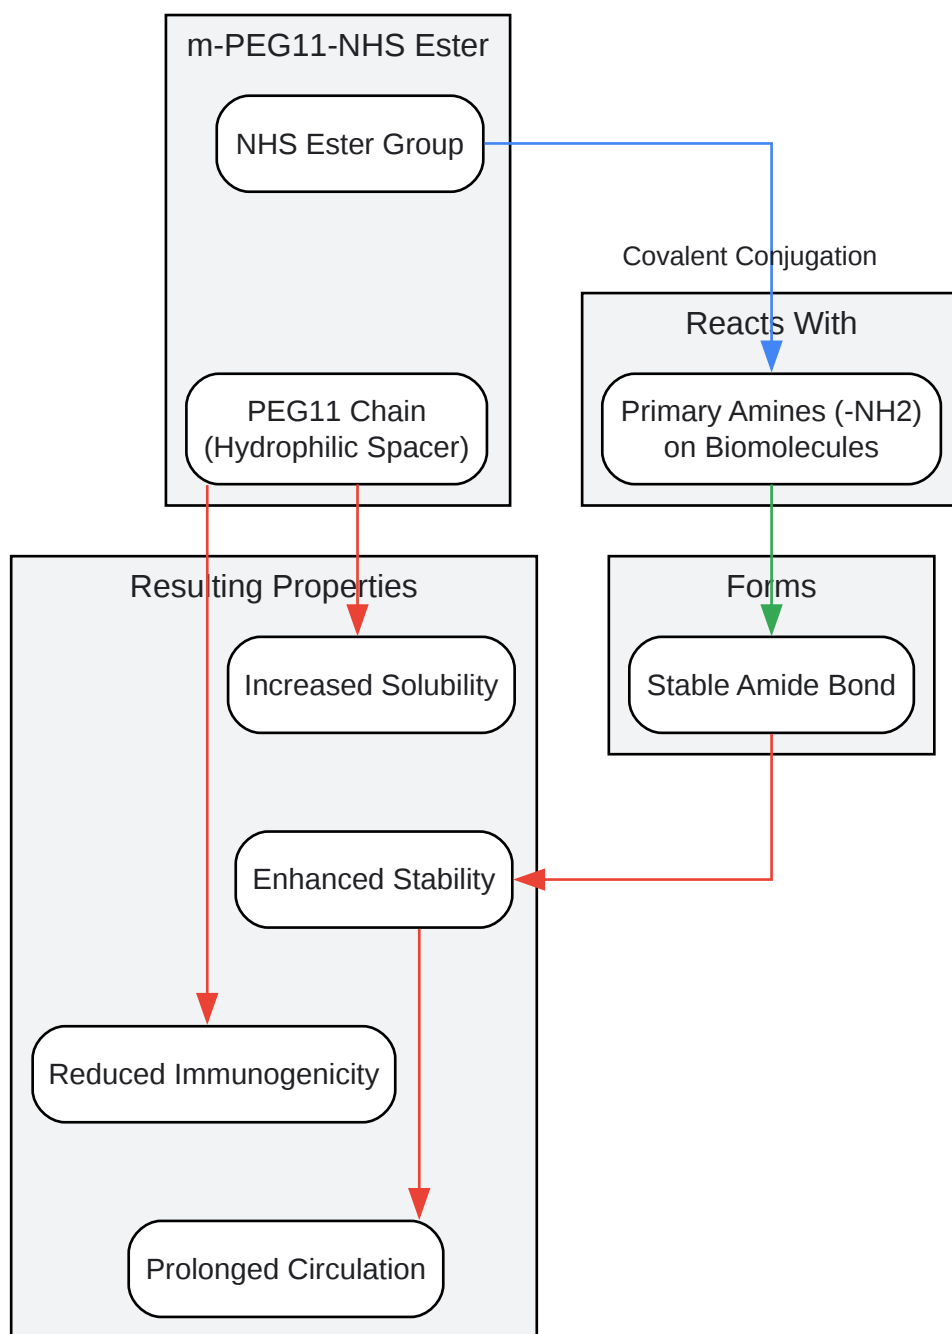 m-PEG11-NHS Ester
NHS Ester Group
Covalent Conjugation
Reacts With
PEG11 Chain
(Hydrophilic Spacer)
Primary Amines (-NH2)
on Biomolecules
Resulting Properties
Forms
Increased Solubility
Stable Amide Bond
Enhanced Stability
Reduced Immunogenicity
Prolonged Circulation